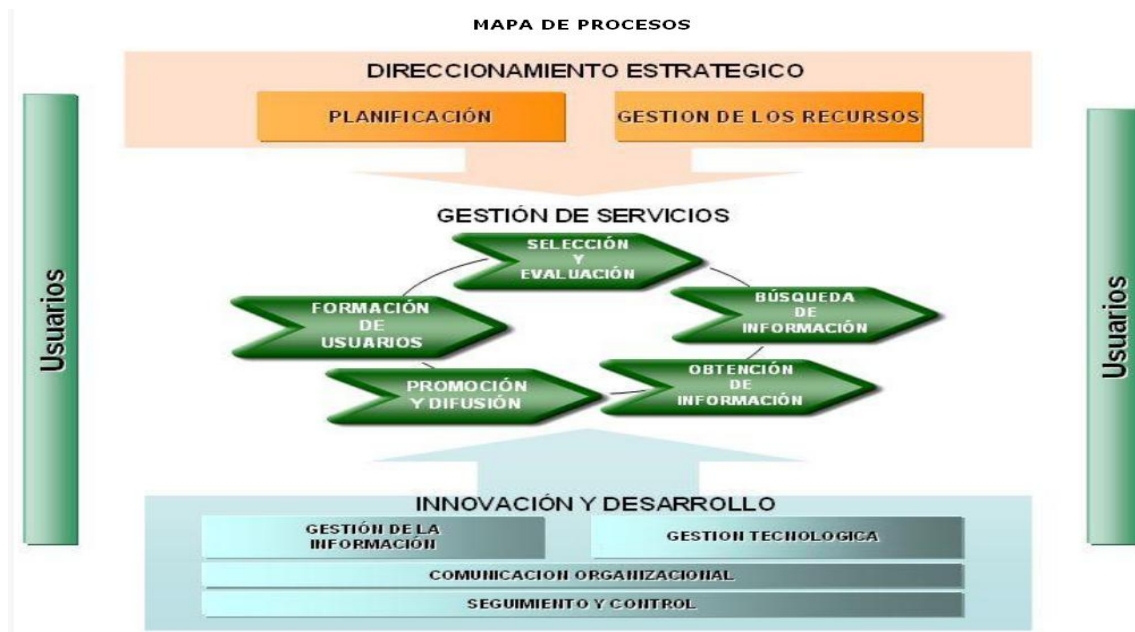 MAPA DE PROCESOS
DIRECCIONAMIENTO ESTRATEGICO
PLANIFICACIÓN
GESTION DE LOS RECURSOS
Usuarios
GESTIÓN DE SERVICIOS
SELECCIÓN
Y
EVALUACIÓN
BÚSQUEDA
DE
INFORMACIÓN
OBTENCIÓN
DE
INFORMACIÓN
PROMOCIÓN
Y DIFUSIÓN
FORMACIÓN
DE
USUARIOS
Usuarios
INNOVACIÓN Y DESARROLLO
GESTIÓN DE LA
INFORMACIÓN
GESTION TECNOLOGICA
COMUNICACION ORGANIZACIONAL
SEGUIMIENTO Y CONTROL